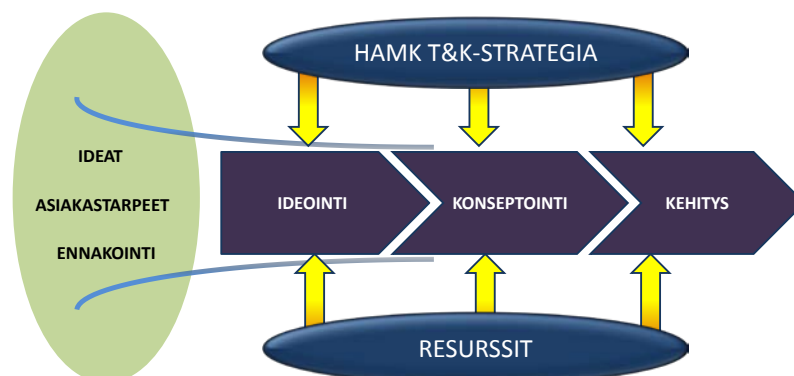 HAMK T&K-STRATEGIA
IDEAT
ASIAKASTARPEET
ENNAKOINTI
IDEOINTI
KONSEPTOINTI
KEHITYS
RESURSSIT